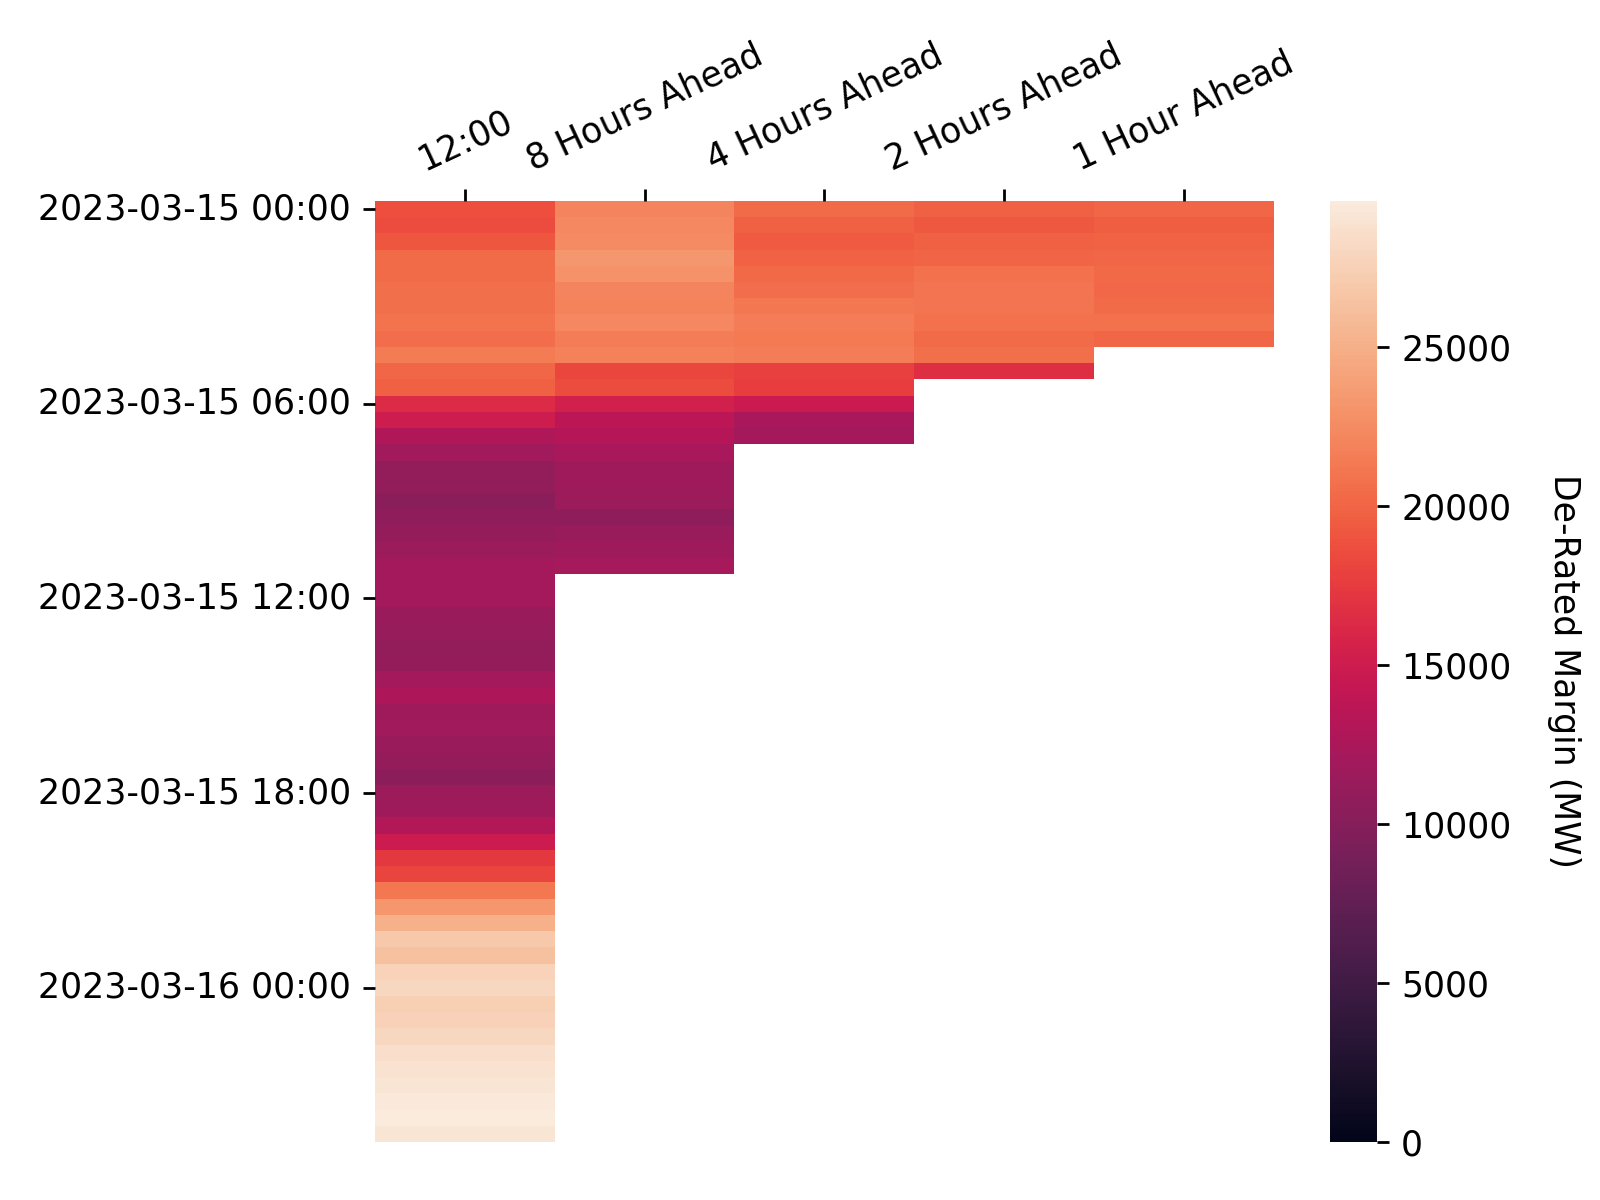 12:00
8 Hours Ahead
4 Hours Ahead
2 Hours Ahead
1 Hour Ahead
2023-03-15 00:00
2023-03-15 06:00
2023-03-15 12:00
2023-03-15 18:00
2023-03-16 00:00
25000
20000
15000
10000
5000
0
De-Rated Margin (MW)